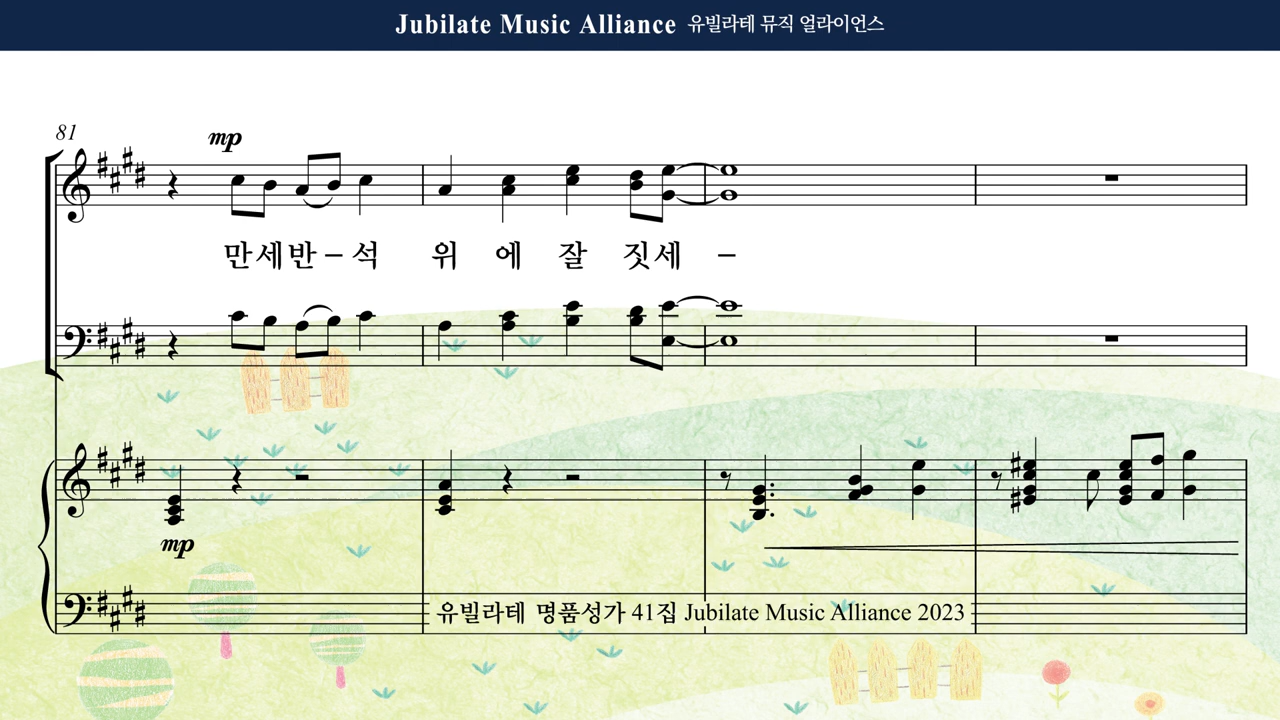 Jubilate Music Alliance 유빌라테 뮤직 얼라이언스
81
mp
만세반–석 위 에 잘 짓세 –
mp
유빌라테 명품성가 41집 Jubilate Music Alliance 2023